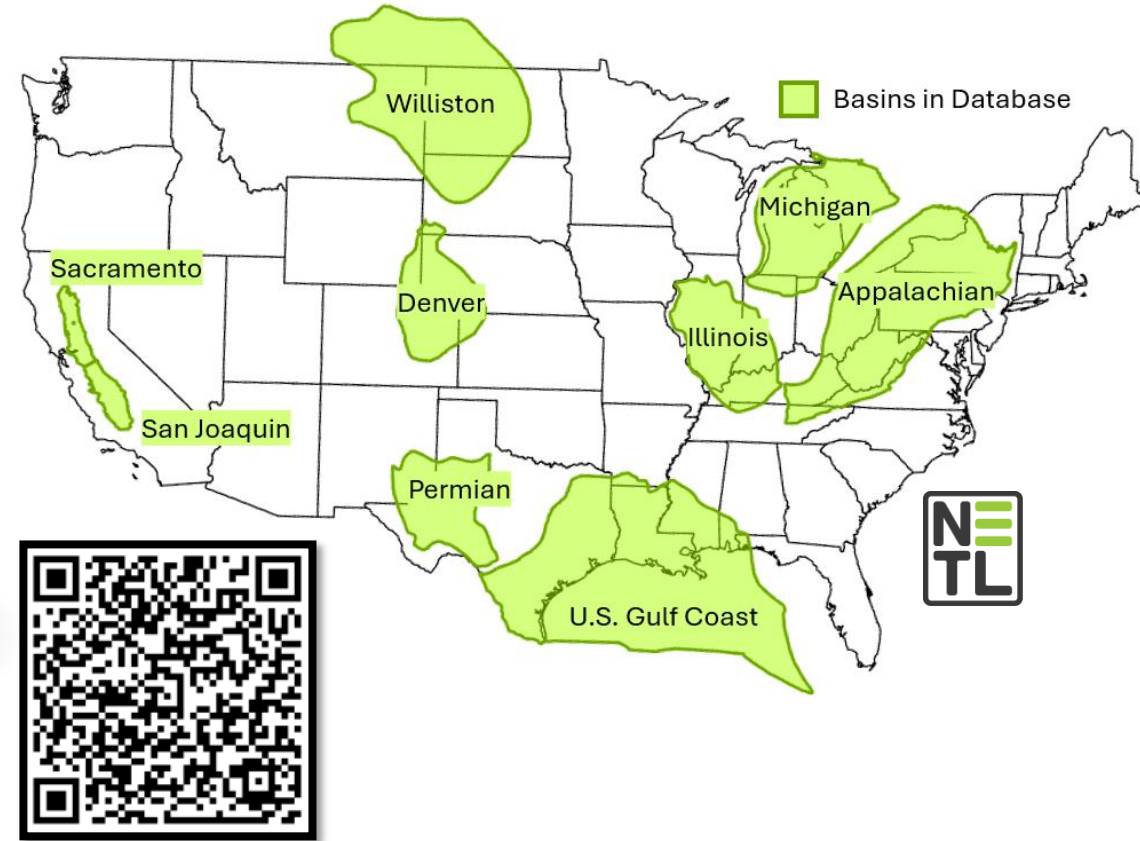 Williston
Basins in Database
Michigan
Sacramento
Appalachian
Denver
Illinois
San Joaquin
Permian
NETL
U.S. Gulf Coast